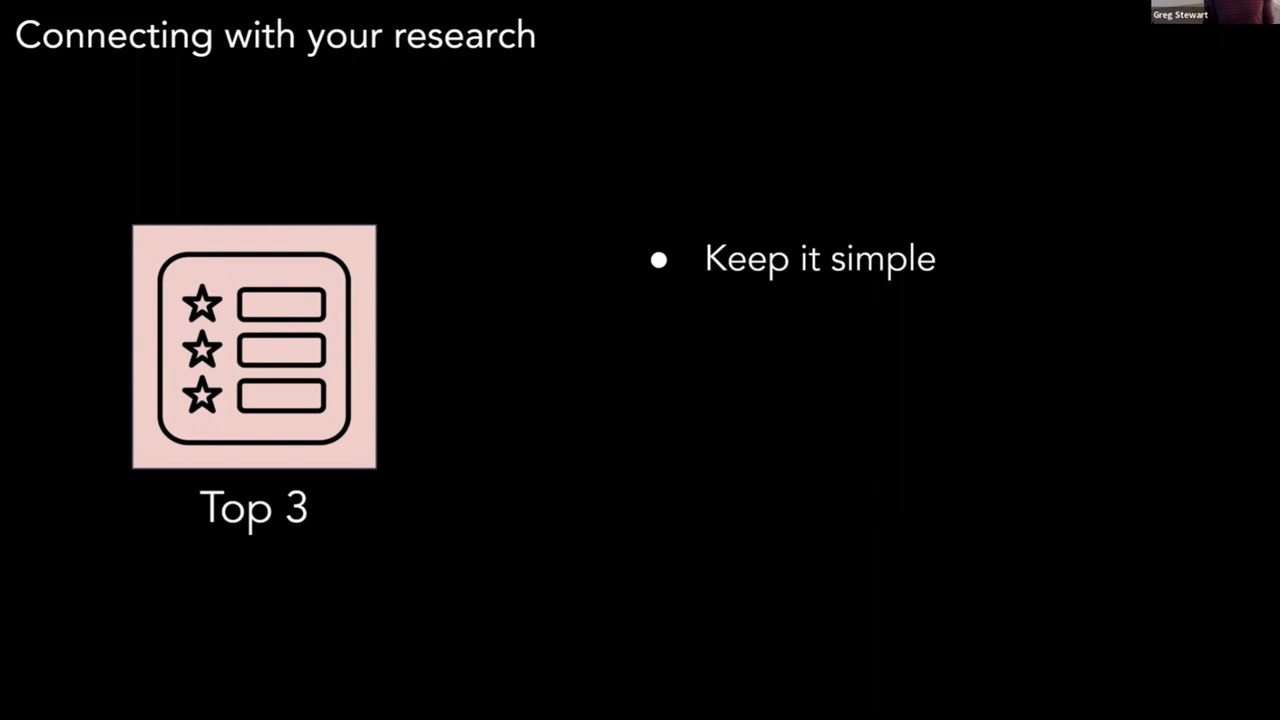 Connecting with your research
Greg Stewart
● Keep it simple
Top 3